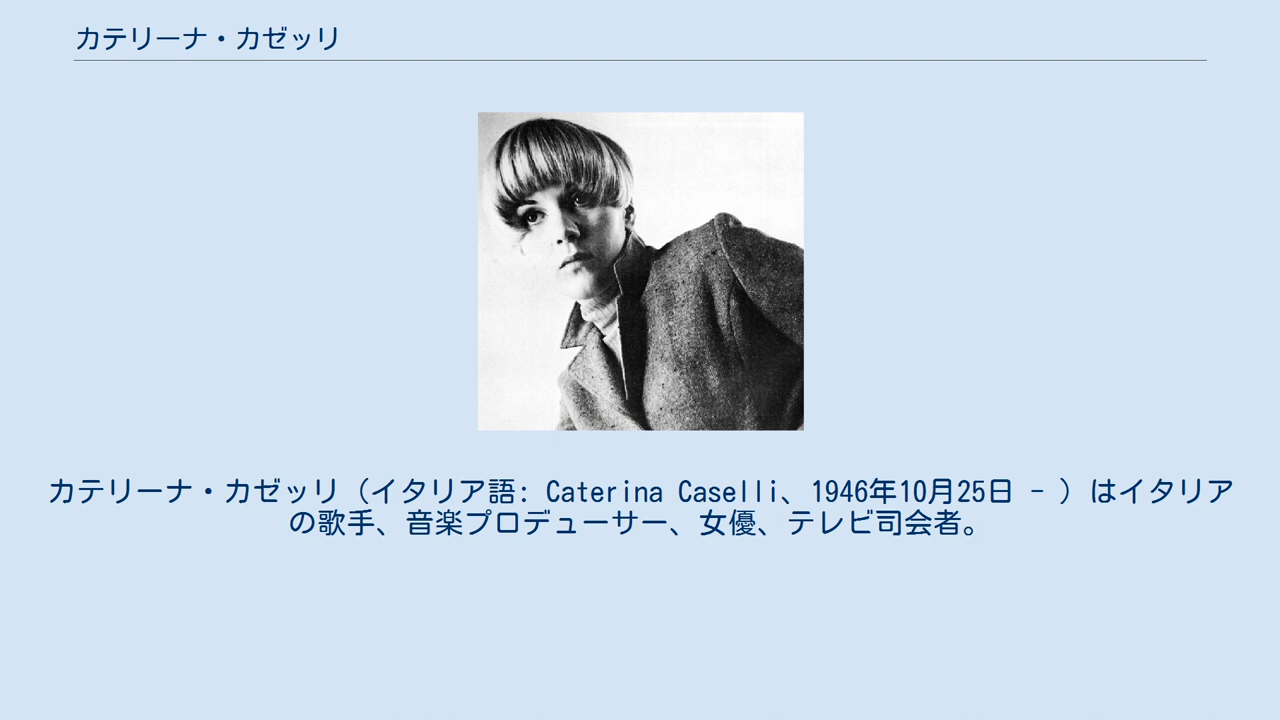 カテリーナ・カゼッリ
カテリーナ・カゼッリ（イタリア語: Caterina Caselli、1946年10月25日 - ）はイタリア
の歌手、音楽プロデューサー、女優、テレビ司会者。